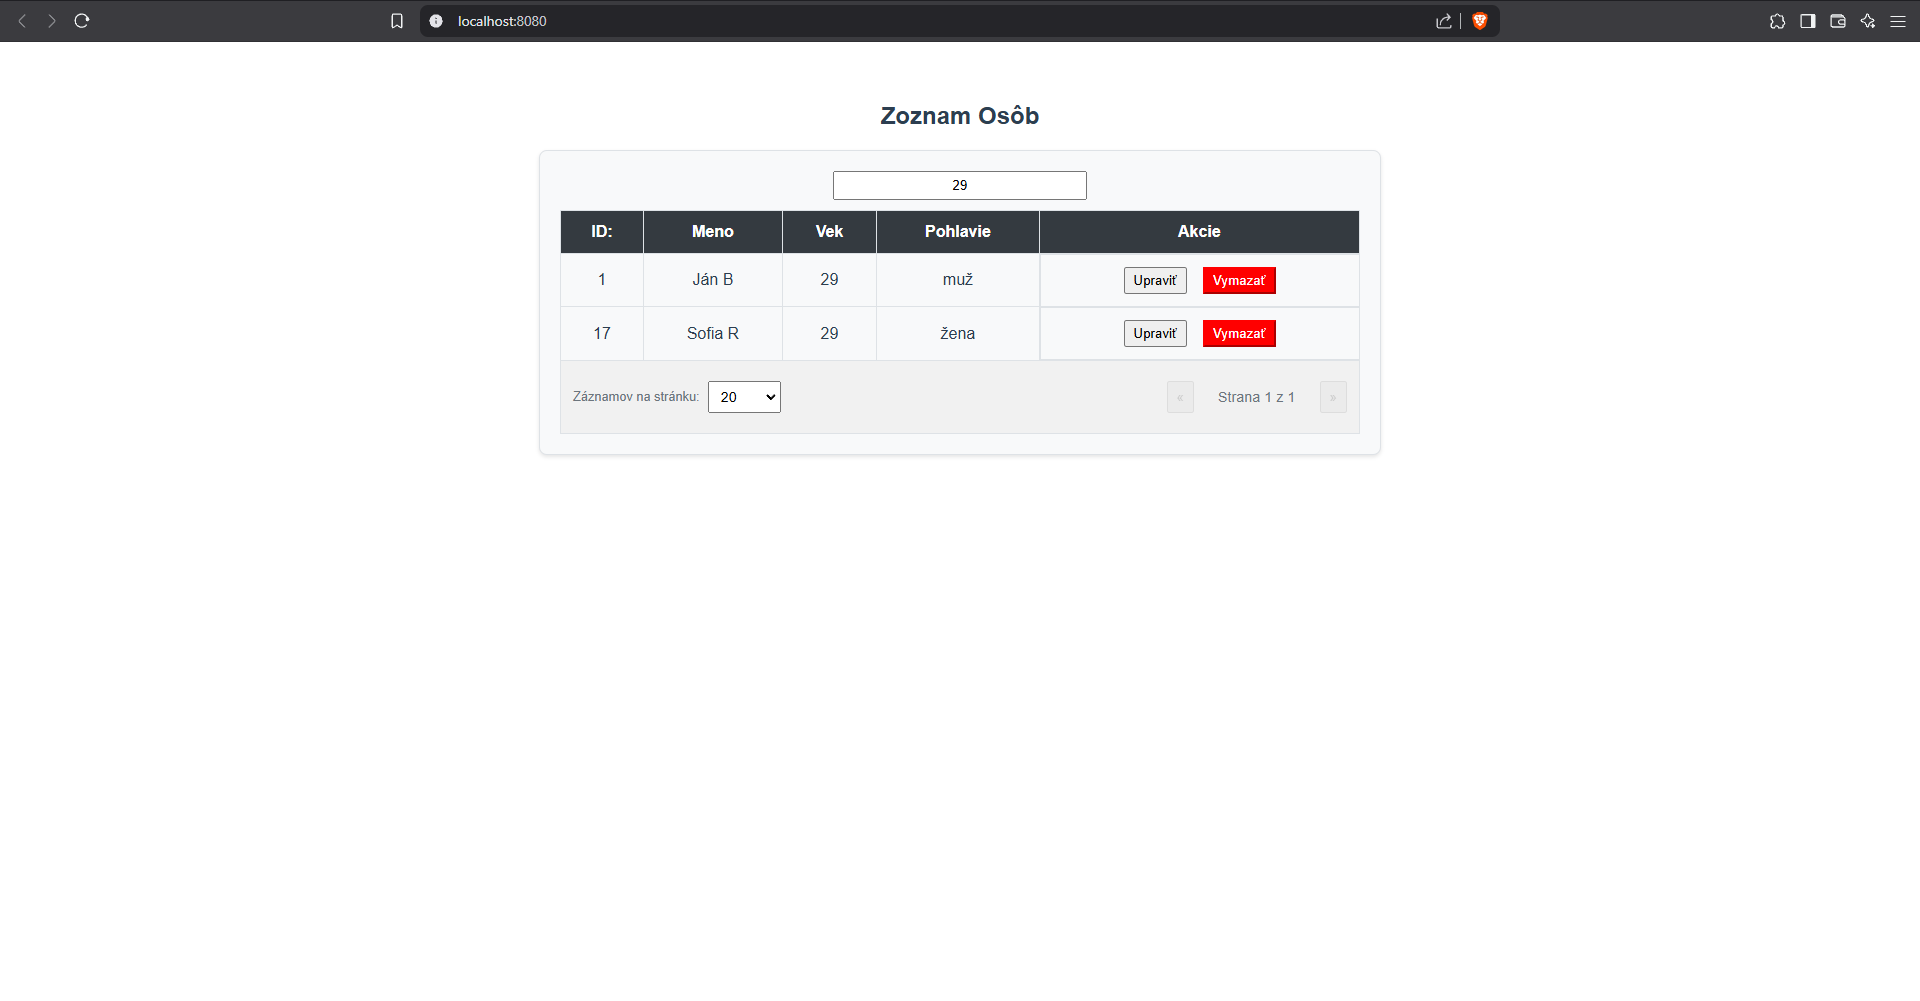 localhost:8080
Zoznam Osôb
29
ID: Meno Vek Pohlavie Akcie
1 Ján B 29 muž Upraviť Vymazať
17 Sofia R 29 žena Upraviť Vymazať
Záznamov na stránku: 20 « Strana 1 z 1 »